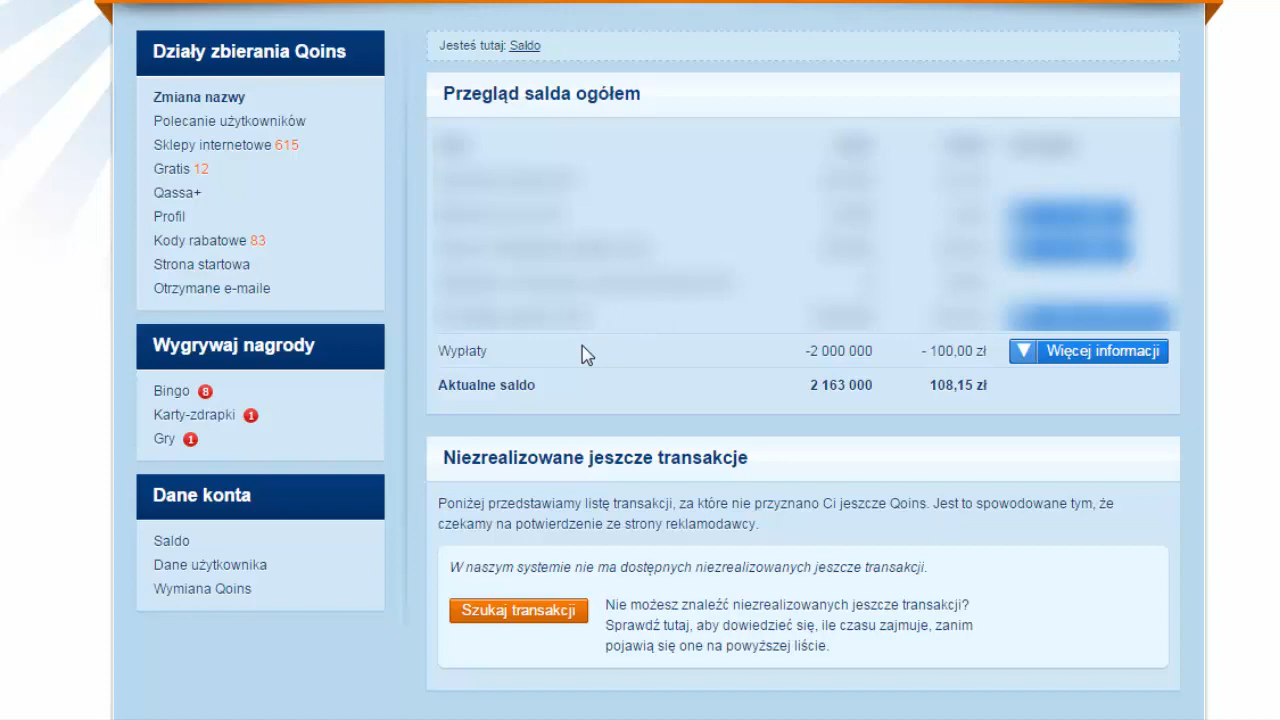 Działy zbierania Qoins
Zmiana nazwy
Polecanie użytkowników
Sklepy internetowe 615
Gratis 12
Qassa+
Profil
Kody rabatowe 83
Strona startowa
Otrzymane e-maile
Wygrywaj nagrody
Bingo 8
Karty-zdrapki 1
Gry 1
Dane konta
Saldo
Dane użytkownika
Wymiana Qoins
Jesteś tutaj: Saldo
Przegląd salda ogółem
Wypłaty -2 000 000 - 100,00 zł Więcej informacji
Aktualne saldo 2 163 000 108,15 zł
Niezrealizowane jeszcze transakcje
Poniżej przedstawiamy listę transakcji, za które nie przyznano Ci jeszcze Qoins. Jest to spowodowane tym, że
czekamy na potwierdzenie ze strony reklamodawcy.
W naszym systemie nie ma dostępnych niezrealizowanych jeszcze transakcji.
Szukaj transakcji
Nie możesz znaleźć niezrealizowanych jeszcze transakcji?
Sprawdź tutaj, aby dowiedzieć się, ile czasu zajmuje, zanim
pojawią się one na powyższej liście.